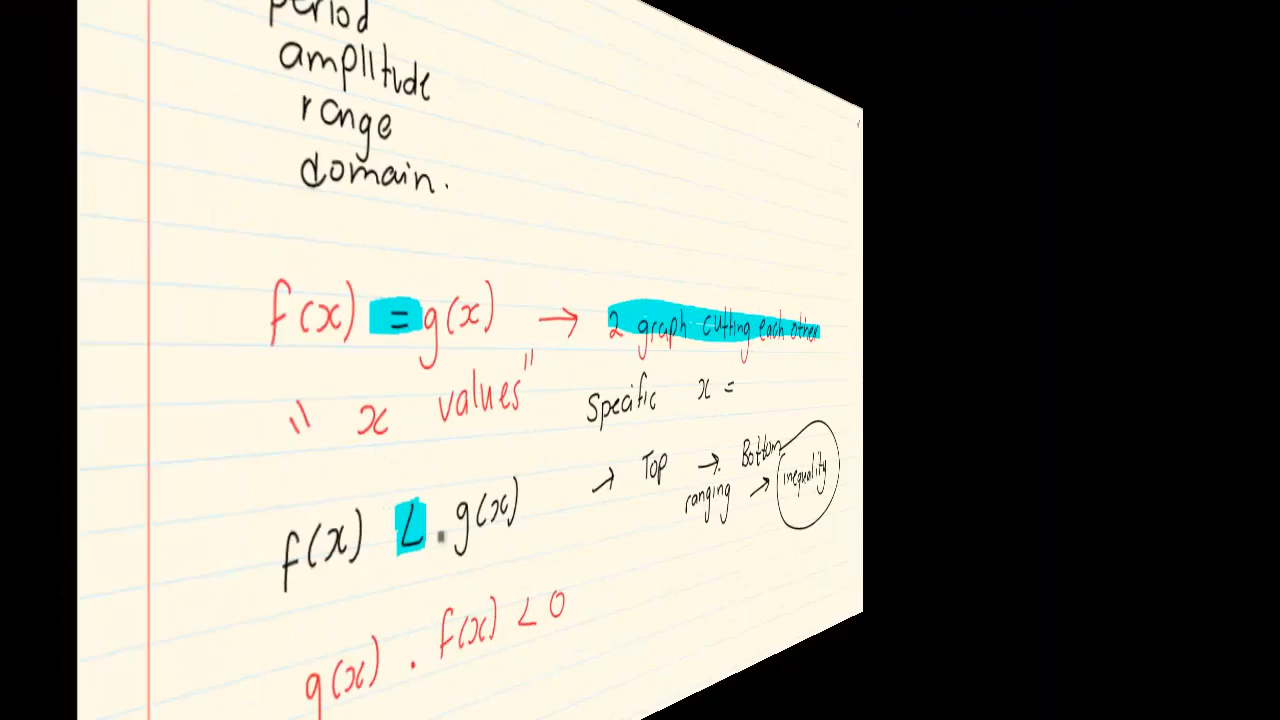 period
amplitude
range
domain.
f(x) = g(x) → 2 graph cutting each other
" x values"
Specific x =
f(x) < . g(x) → Top → Bottom
ranging → inequality
g(x) . f(x) < 0